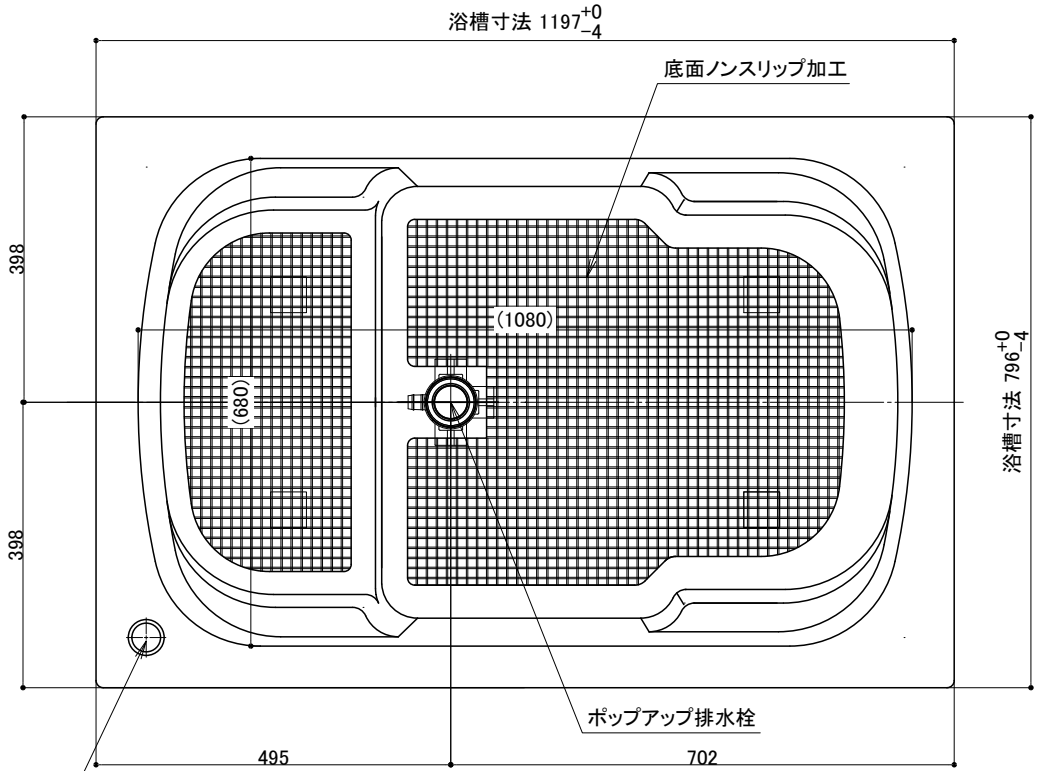 浴槽寸法 1197+0-4
底面ノンスリップ加工
398
(1080)
(680)
浴槽寸法 796+0-4
398
ポップアップ排水栓
495
702